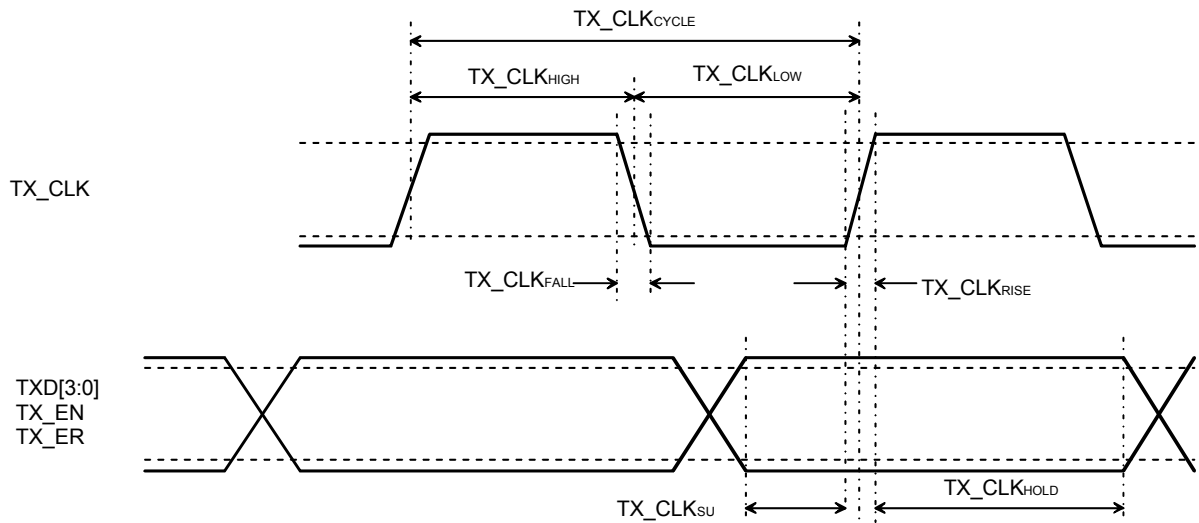 TX_CLKCYCLE
TX_CLKHIGH
TX_CLKLOW
TX_CLK
TX_CLKFALL
TX_CLKRISE
TXD[3:0]
TX_EN
TX_ER
TX_CLKSU
TX_CLKHOLD